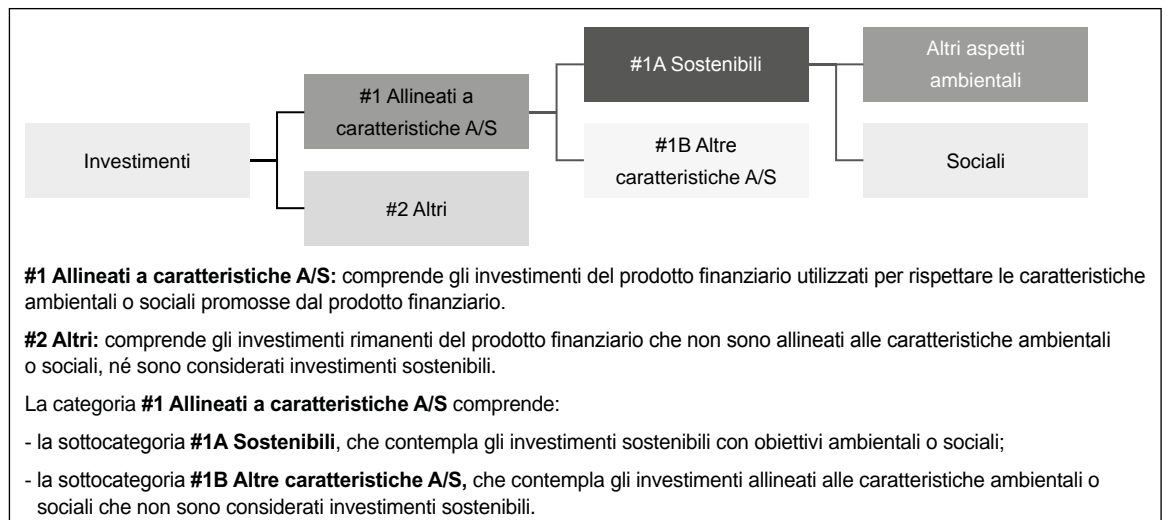 Investimenti
#1 Allineati a
caratteristiche A/S
#2 Altri
#1A Sostenibili
#1B Altre
caratteristiche A/S
Altri aspetti
ambientali
Sociali
#1 Allineati a caratteristiche A/S: comprende gli investimenti del prodotto finanziario utilizzati per rispettare le caratteristiche
ambientali o sociali promosse dal prodotto finanziario.
#2 Altri: comprende gli investimenti rimanenti del prodotto finanziario che non sono allineati alle caratteristiche ambientali
o sociali, né sono considerati investimenti sostenibili.
La categoria #1 Allineati a caratteristiche A/S comprende:
- la sottocategoria #1A Sostenibili, che contempla gli investimenti sostenibili con obiettivi ambientali o sociali;
- la sottocategoria #1B Altre caratteristiche A/S, che contempla gli investimenti allineati alle caratteristiche ambientali o
sociali che non sono considerati investimenti sostenibili.